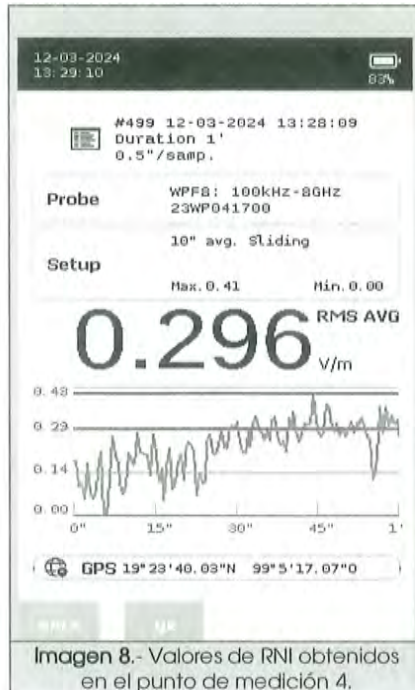 12-03-2024
13:29:10
83%
#499 12-03-2024 13:28:09
Duration 1'
0.5"/samp.
Probe
WPF8: 100kHz-8GHz
23WP041700
Setup
10" avg. Sliding
Max. 0.41 Min. 0.00
0.296 RMS AVG
V/m
0.43
0.29
0.14
0.00
0" 15" 30" 45" 1'
GPS 19°23'40.03"N 99°5'17.07"O
Imagen 8.- Valores de RNI obtenidos
en el punto de medición 4.